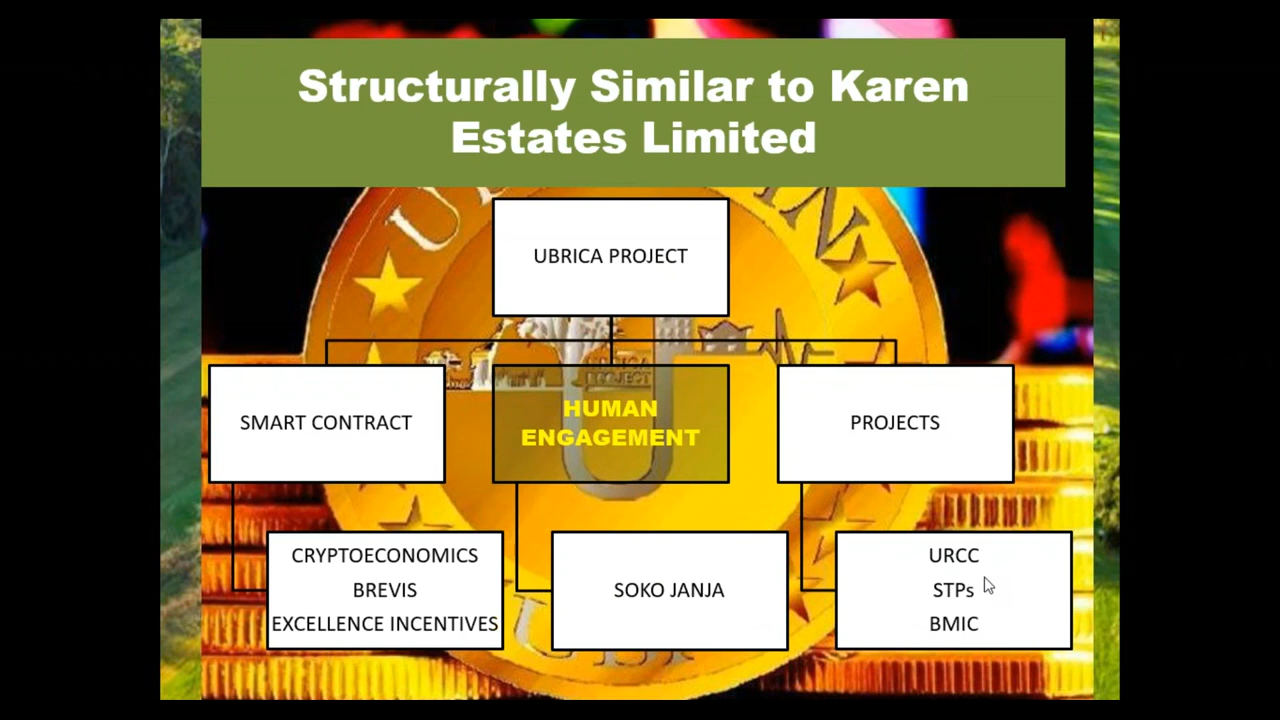 Structurally Similar to Karen
Estates Limited
UBRICA PROJECT
SMART CONTRACT
HUMAN
ENGAGEMENT
PROJECTS
CRYPTOECONOMICS
BREVIS
EXCELLENCE INCENTIVES
SOKO JANJA
URCC
STPs
BMIC